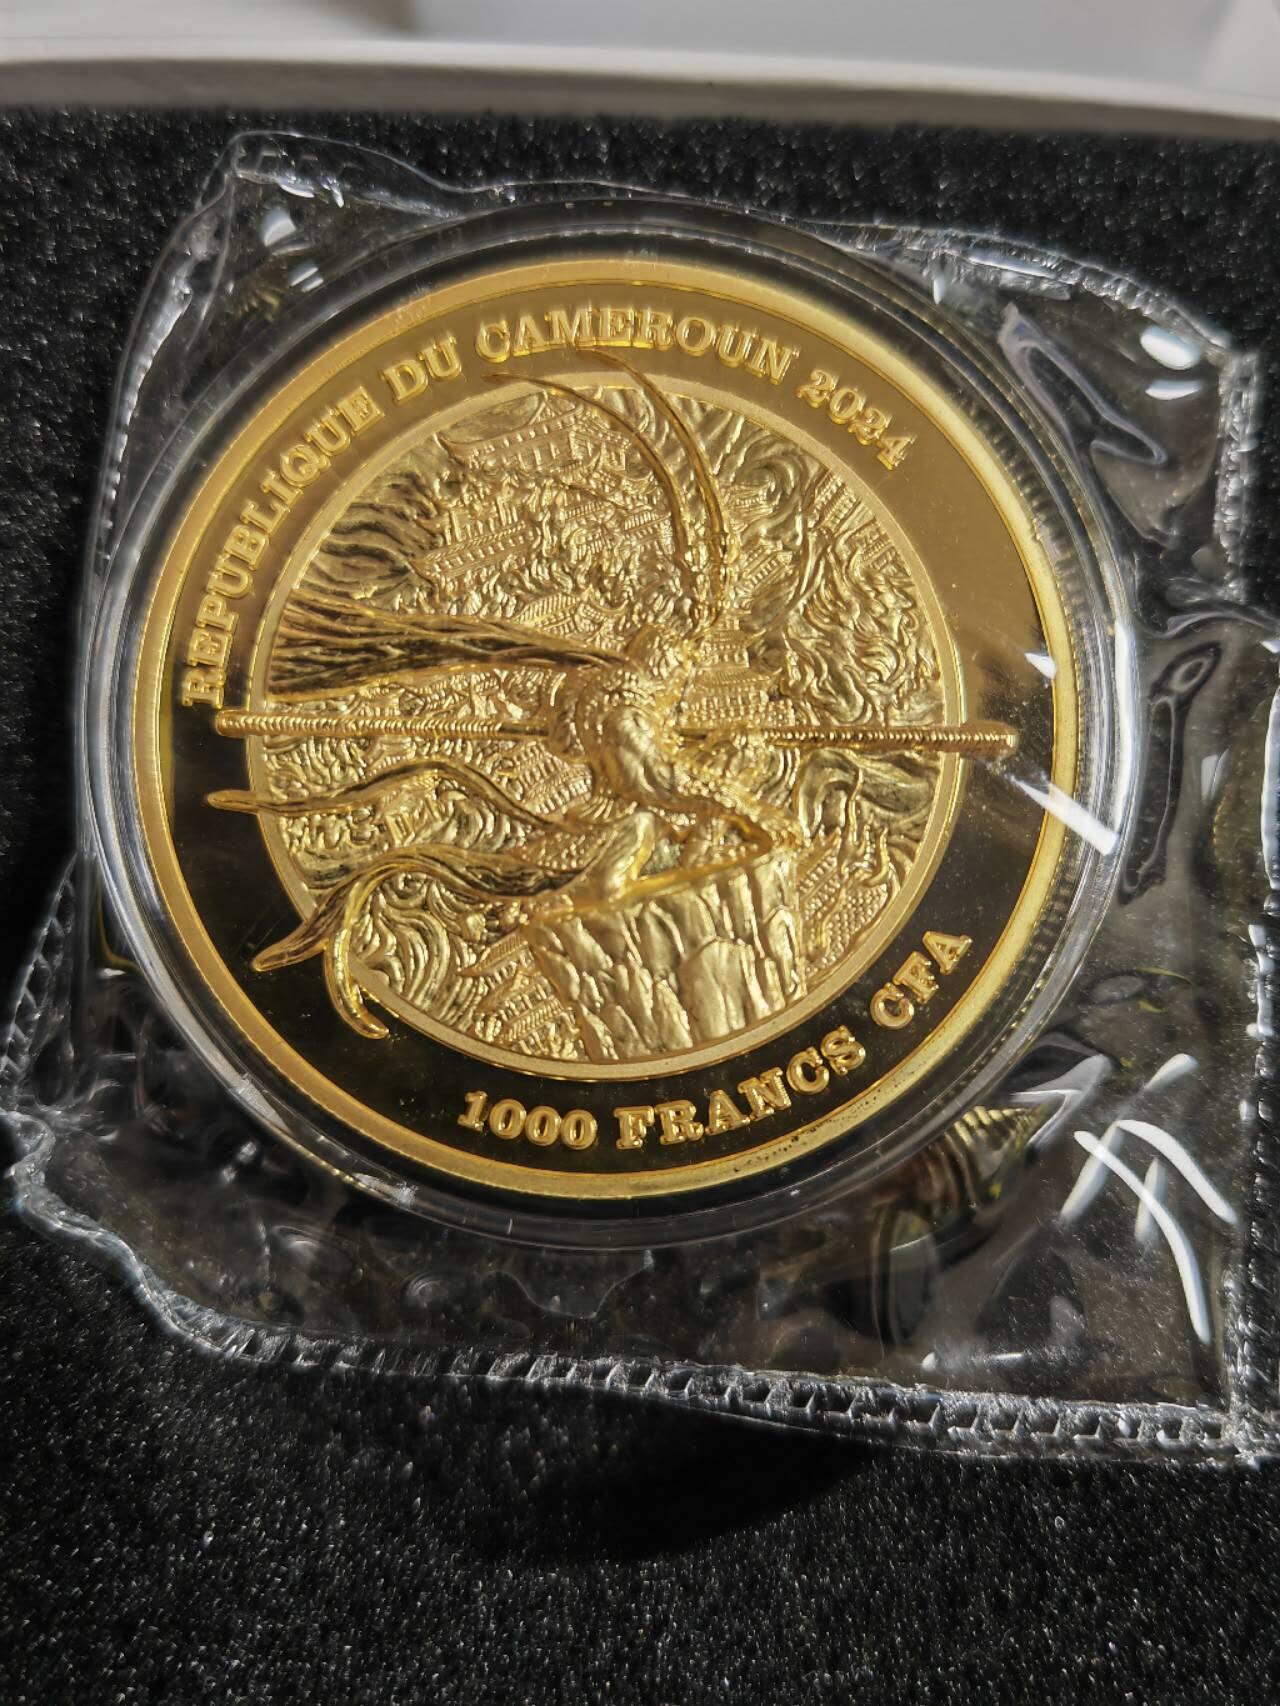 REPUBLIQUE DU CAMEROUN 2024
1000 FRANCS CFA